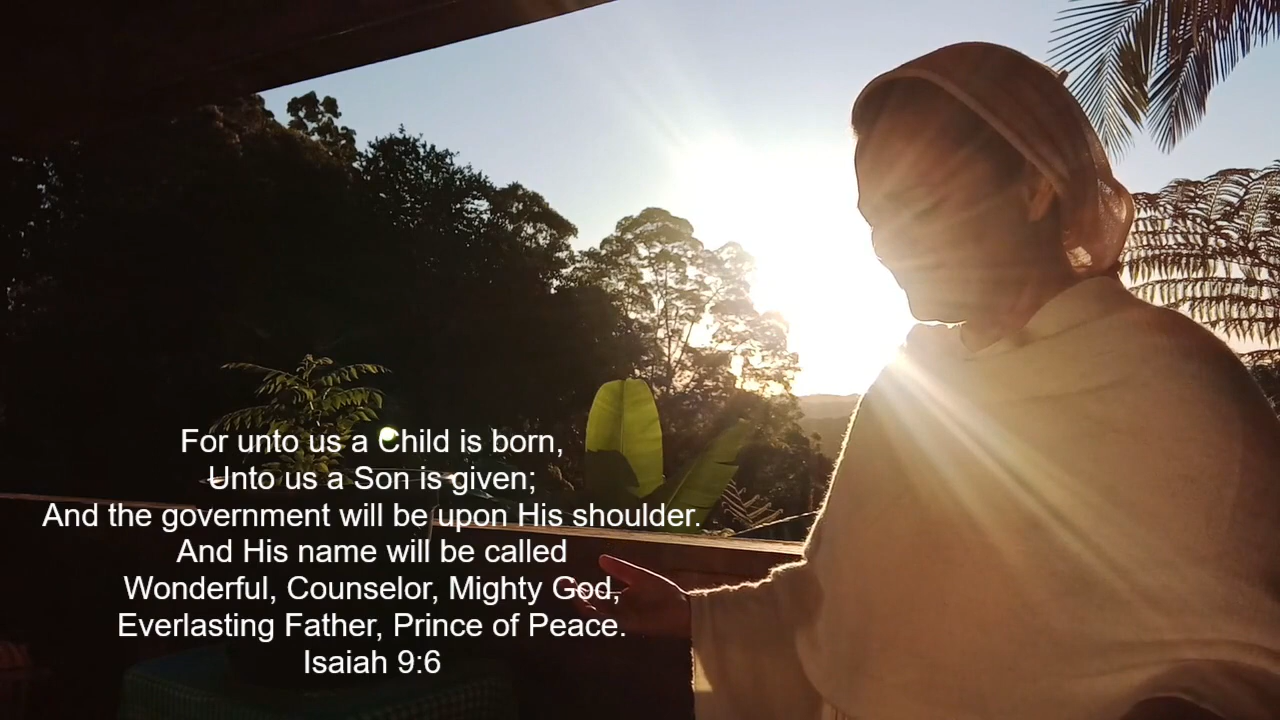 For unto us a Child is born,
Unto us a Son is given;
And the government will be upon His shoulder.
And His name will be called
Wonderful, Counselor, Mighty God,
Everlasting Father, Prince of Peace.
Isaiah 9:6